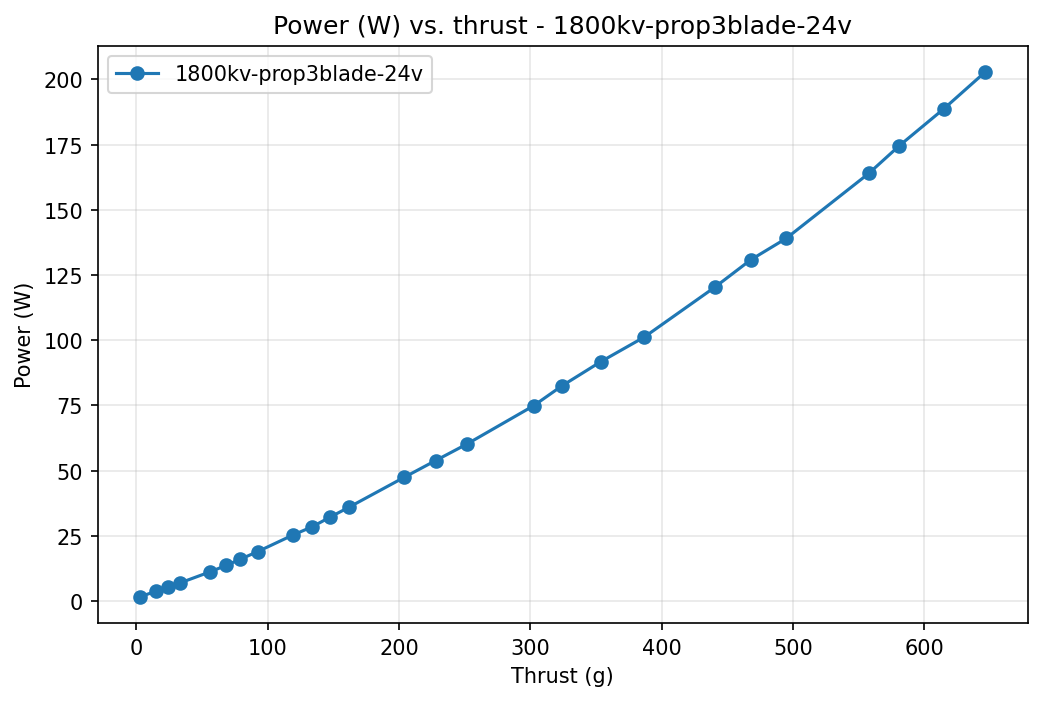 Power (W) vs. thrust - 1800kv-prop3blade-24v
1800kv-prop3blade-24v
200
175
150
125
100
75
50
25
0
Power (W)
0 100 200 300 400 500 600
Thrust (g)